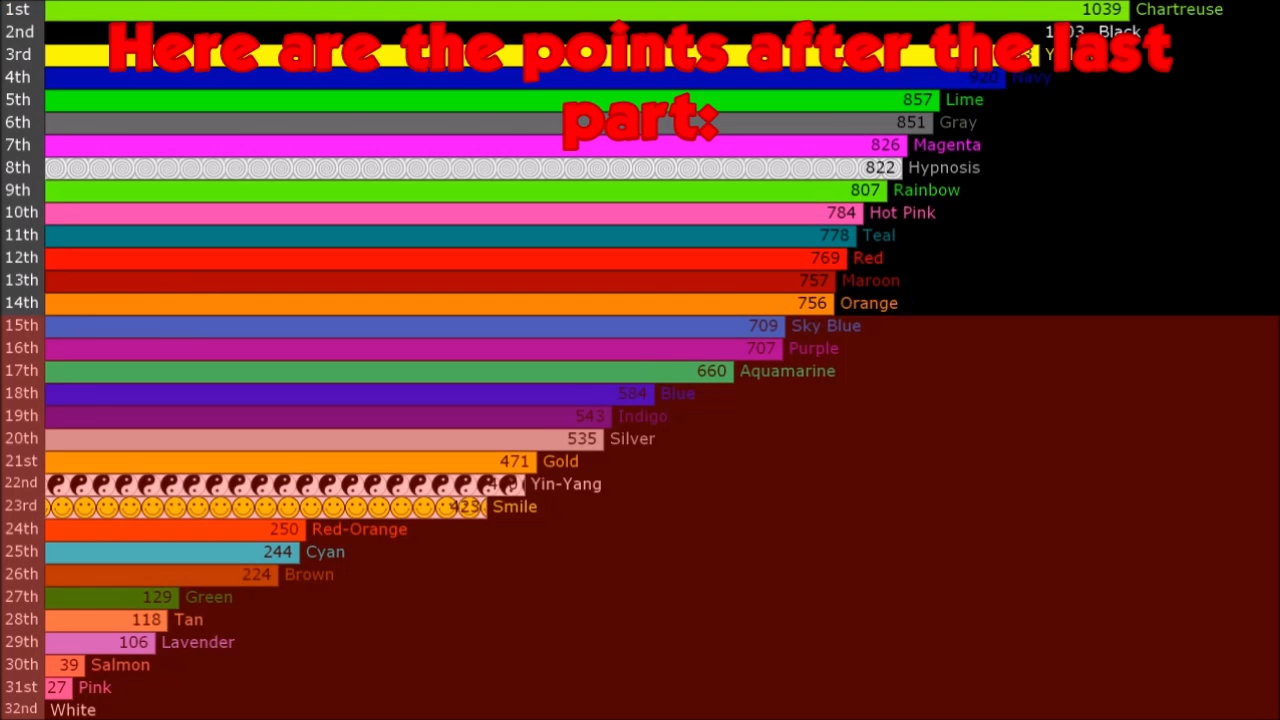 Here are the points after the last
part:
1st 1039 Chartreuse
2nd Black
3rd
4th Navy
5th 857 Lime
6th 851 Gray
7th 826 Magenta
8th 822 Hypnosis
9th 807 Rainbow
10th 784 Hot Pink
11th 778 Teal
12th 769 Red
13th 757 Maroon
14th 756 Orange
15th 709 Sky Blue
16th 707 Purple
17th 660 Aquamarine
18th 584 Blue
19th 543 Indigo
20th 535 Silver
21st 471 Gold
22nd Yin-Yang
23rd 423 Smile
24th 250 Red-Orange
25th 244 Cyan
26th 224 Brown
27th 129 Green
28th 118 Tan
29th 106 Lavender
30th 39 Salmon
31st 27 Pink
32nd White